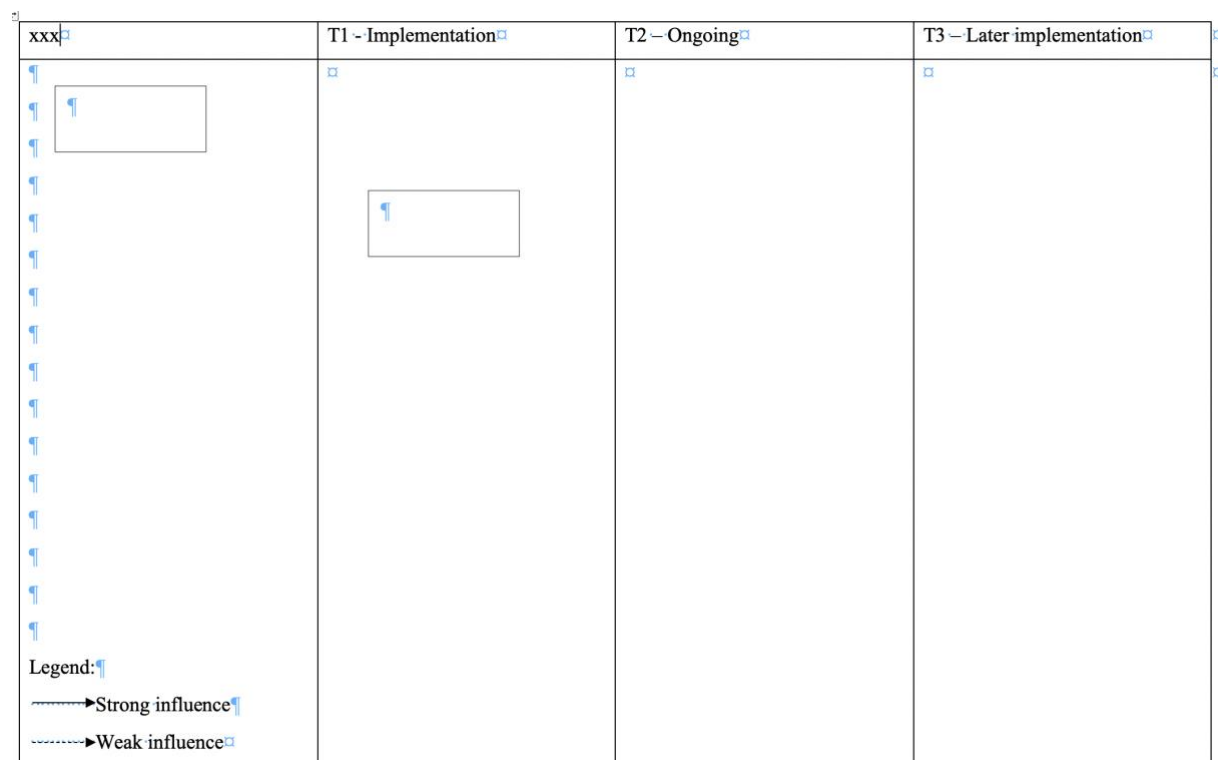 xxx
T1 - Implementation
T2 – Ongoing
T3 – Later implementation
Legend:
Strong influence
Weak influence